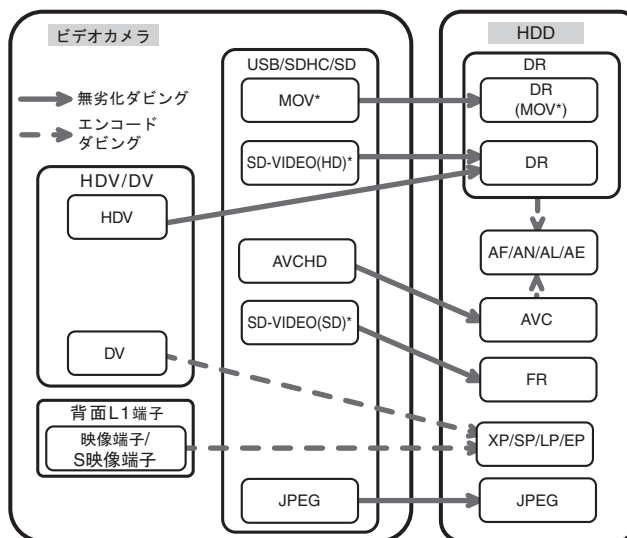 ビデオカメラ
無劣化ダビング
エンコード
ダビング
HDV/DV
HDV
DV
背面L1端子
映像端子/
S映像端子
USB/SDHC/SD
MOV*
SD-VIDEO(HD)*
AVCHD
SD-VIDEO(SD)*
JPEG
HDD
DR
DR
(MOV*)
DR
AF/AN/AL/AE
AVC
FR
XP/SP/LP/EP
JPEG